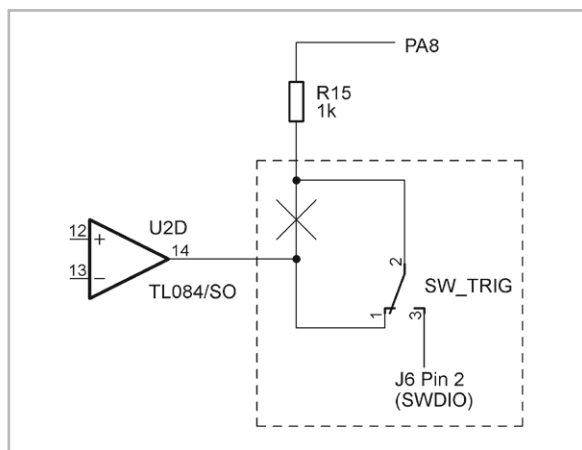 PA8
R15
1k
U2D
12
+
14
13
−
TL084/SO
2
SW_TRIG
1
3
J6 Pin 2
(SWDIO)